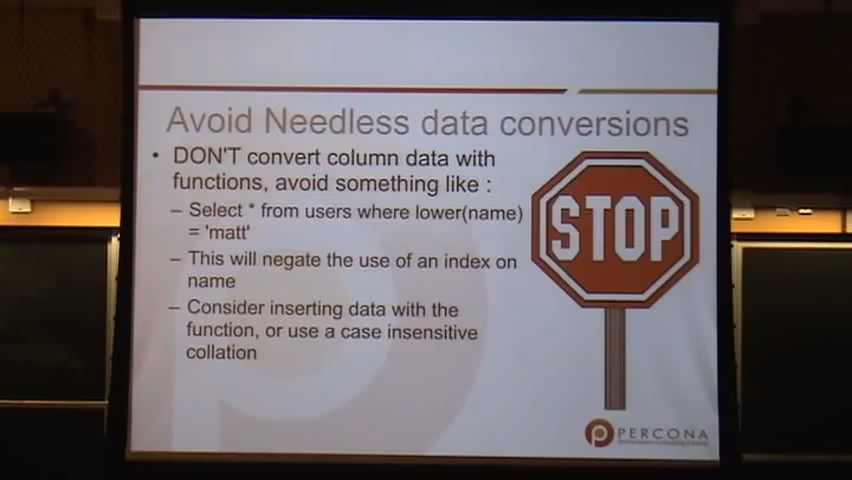 Avoid Needless data conversions
• DON'T convert column data with
functions, avoid something like :
– Select * from users where lower(name)
= 'matt'
– This will negate the use of an index on
name
– Consider inserting data with the
function, or use a case insensitive
collation
STOP
PERCONA